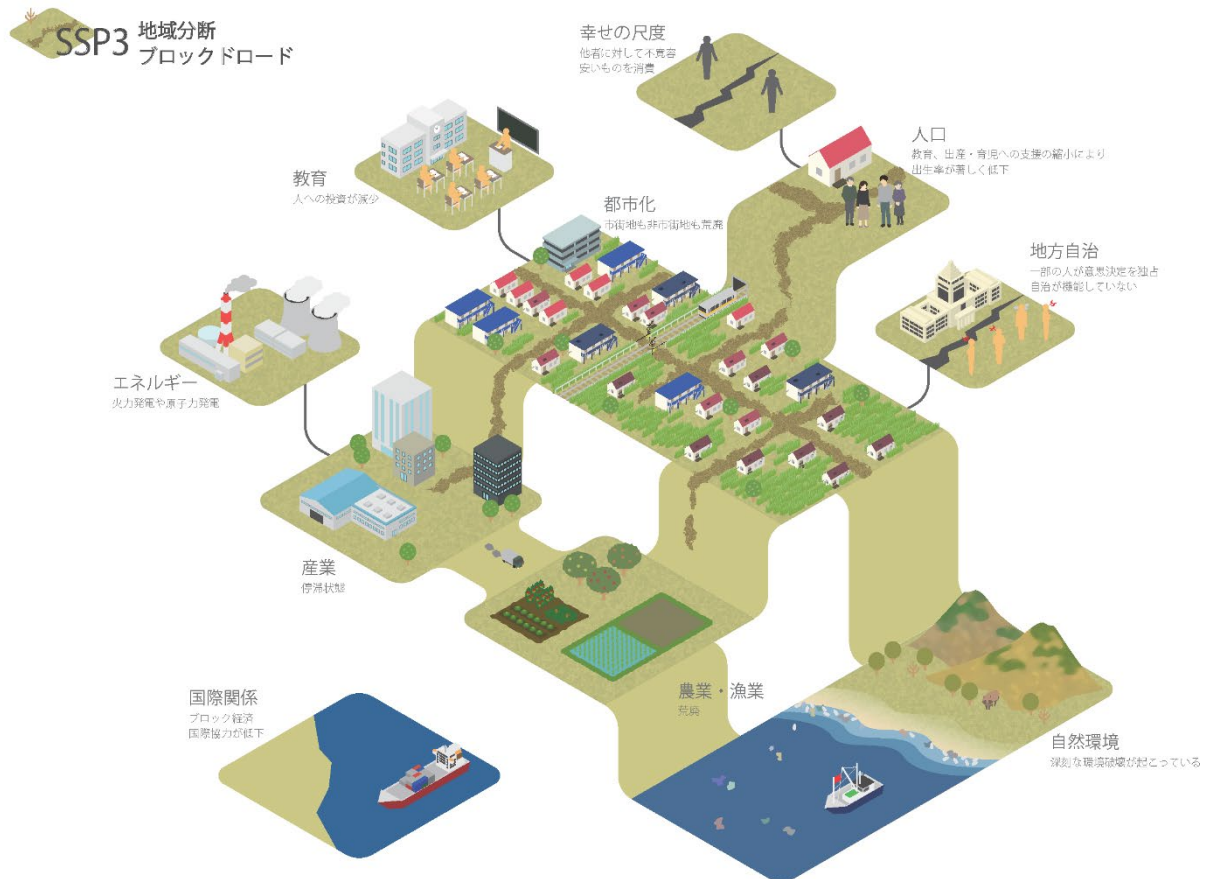 SSP3 地域分断
ブロックドロード
幸せの尺度
他者に対して不寛容
安いものを消費
人口
教育、出産・育児への支援の縮小により
出生率が著しく低下
教育
人への投資が減少
都市化
市街地も非市街地も荒廃
地方自治
一部の人が意思決定を独占
自治が機能していない
エネルギー
火力発電や原子力発電
産業
停滞状態
農業・漁業
荒廃
国際関係
ブロック経済
国際協力が低下
自然環境
深刻な環境破壊が起こっている